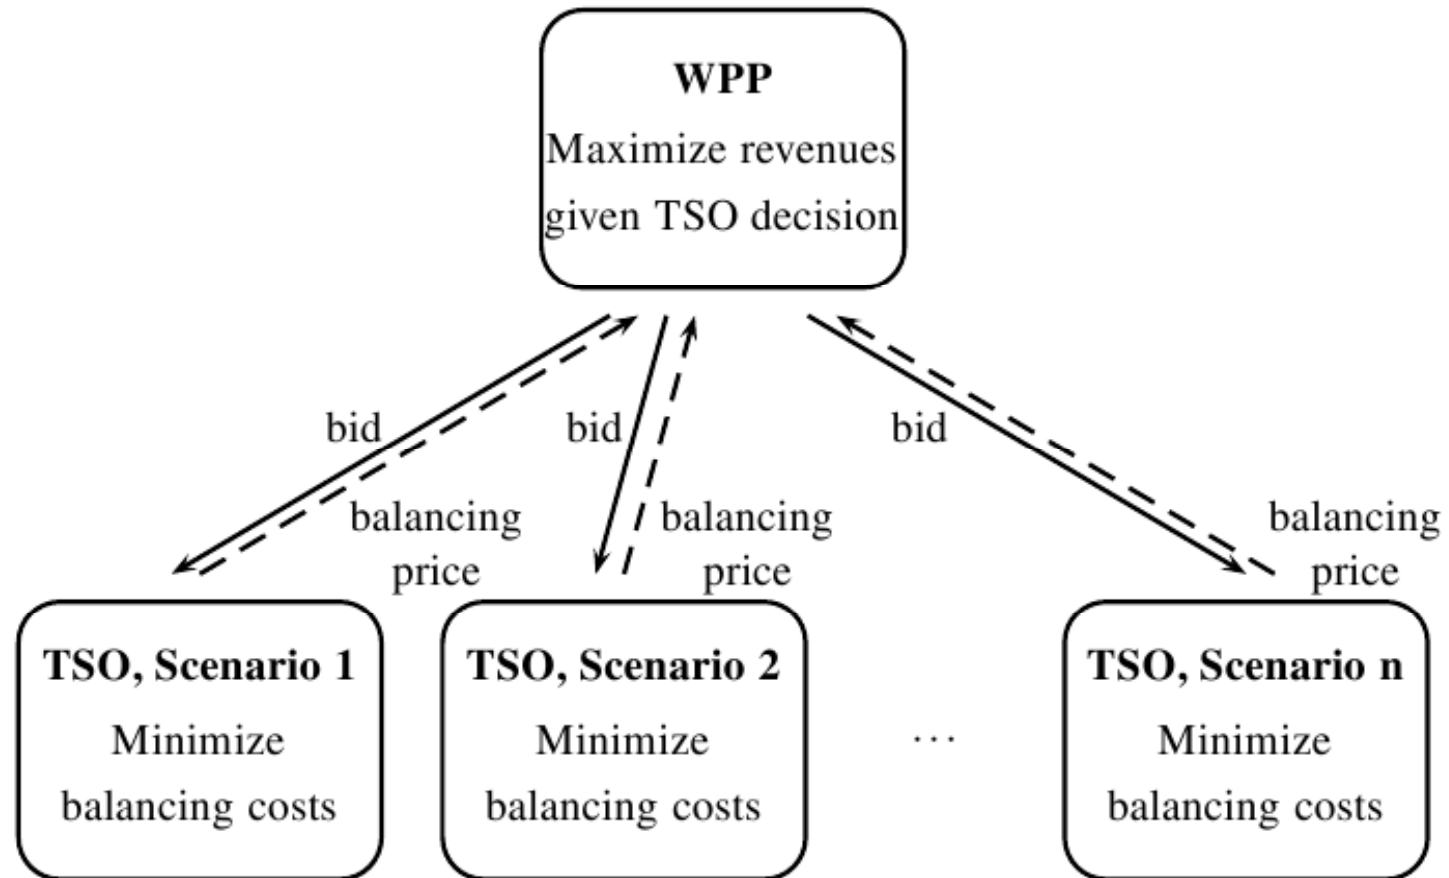 WPP
Maximize revenues
given TSO decision
bid
bid
bid
balancing
price
balancing
price
balancing
price
TSO, Scenario 1
Minimize
balancing costs
TSO, Scenario 2
Minimize
balancing costs
...
TSO, Scenario n
Minimize
balancing costs